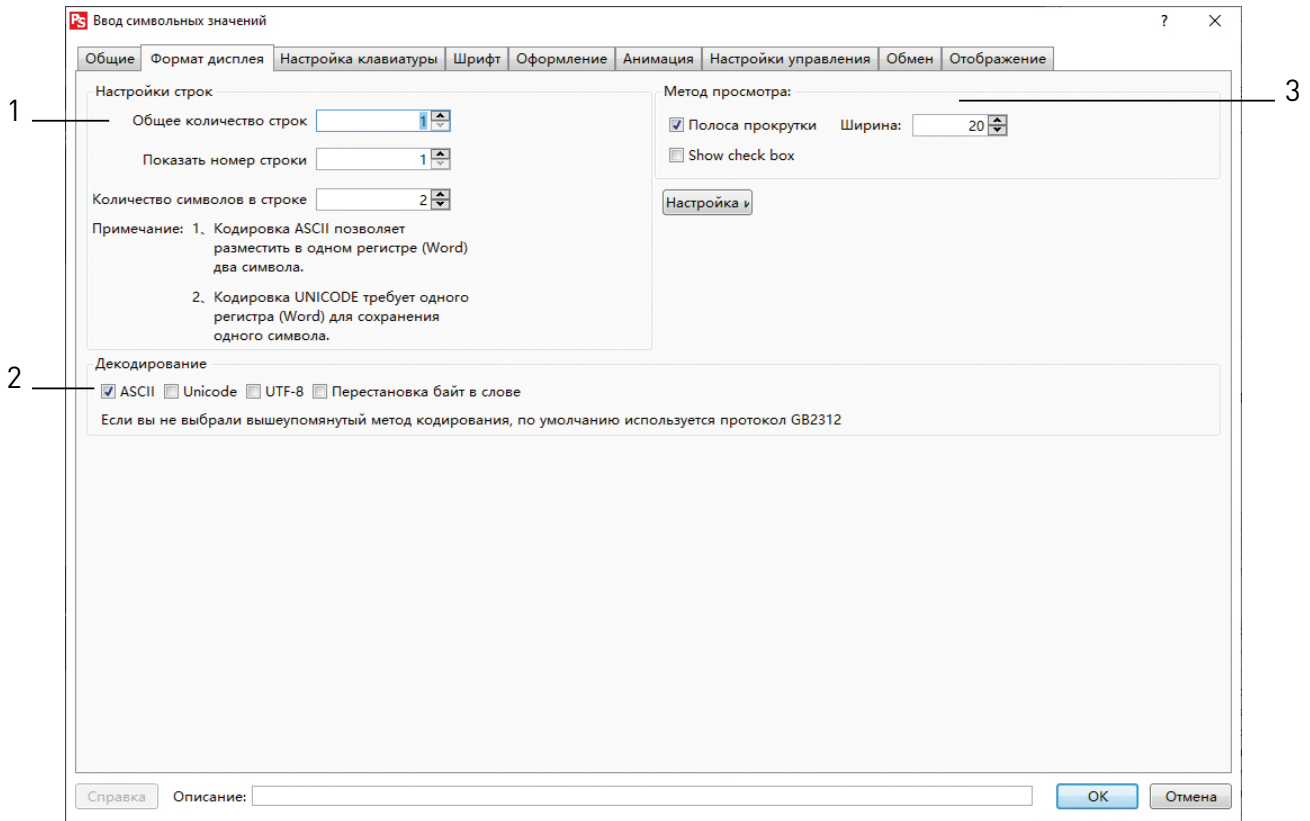 PS Ввод символьных значений ? ×
Общие Формат дисплея Настройка клавиатуры Шрифт Оформление Анимация Настройки управления Обмен Отображение
Настройки строк
1
Общее количество строк 1
Показать номер строки 1
Количество символов в строке 2
Примечание: 1、Кодировка ASCII позволяет
разместить в одном регистре (Word)
два символа.
2、Кодировка UNICODE требует одного
регистра (Word) для сохранения
одного символа.
Метод просмотра:
3
Полоса прокрутки Ширина: 20
Show check box
Настройка и
Декодирование
2
ASCII Unicode UTF-8 Перестановка байт в слове
Если вы не выбрали вышеупомянутый метод кодирования, по умолчанию используется протокол GB2312
Справка Описание: OK Отмена